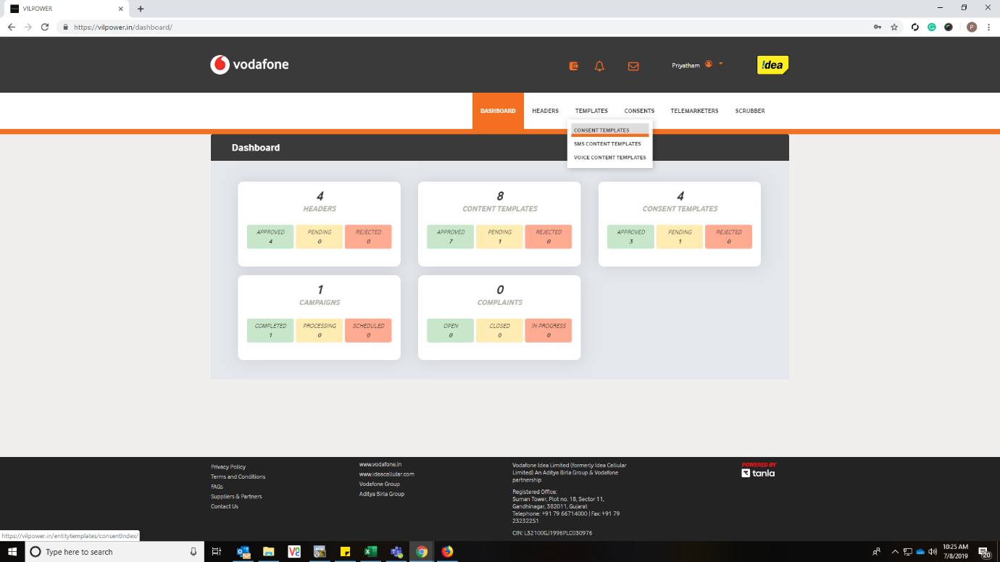 VILPOWER
https://vilpower.in/dashboard/
P
vodafone
Priyatham
!dea
DASHBOARD
HEADERS
TEMPLATES
CONSENTS
TELEMARKETERS
SCRUBBER
CONSENT TEMPLATES
SMS CONTENT TEMPLATES
VOICE CONTENT TEMPLATES
Dashboard
4
HEADERS
APPROVED
4
PENDING
0
REJECTED
0
8
CONTENT TEMPLATES
APPROVED
7
PENDING
1
REJECTED
0
4
CONSENT TEMPLATES
APPROVED
3
PENDING
1
REJECTED
0
1
CAMPAIGNS
COMPLETED
1
PROCESSING
0
SCHEDULED
0
0
COMPLAINTS
OPEN
0
CLOSED
0
IN PROGRESS
0
Privacy Policy
Terms and Conditions
FAQs
Suppliers & Partners
Contact Us
www.vodafone.in
www.ideacellular.com
Vodafone Group
Aditya Birla Group
Vodafone Idea Limited (formerly Idea Cellular
Limited) An Aditya Birla Group & Vodafone
partnership
Registered Office:
Suman Tower, Plot no. 18, Sector 11,
Gandhinagar, 382011, Gujarat
Telephone: +91 79 66714000 | Fax: +91 79
23232251
CIN: L32100GJ1996PLC030976
POWERED BY
tanla
https://vilpower.in/entitytemplates/consentIndex/
Type here to search
10:25 AM
7/8/2019
20